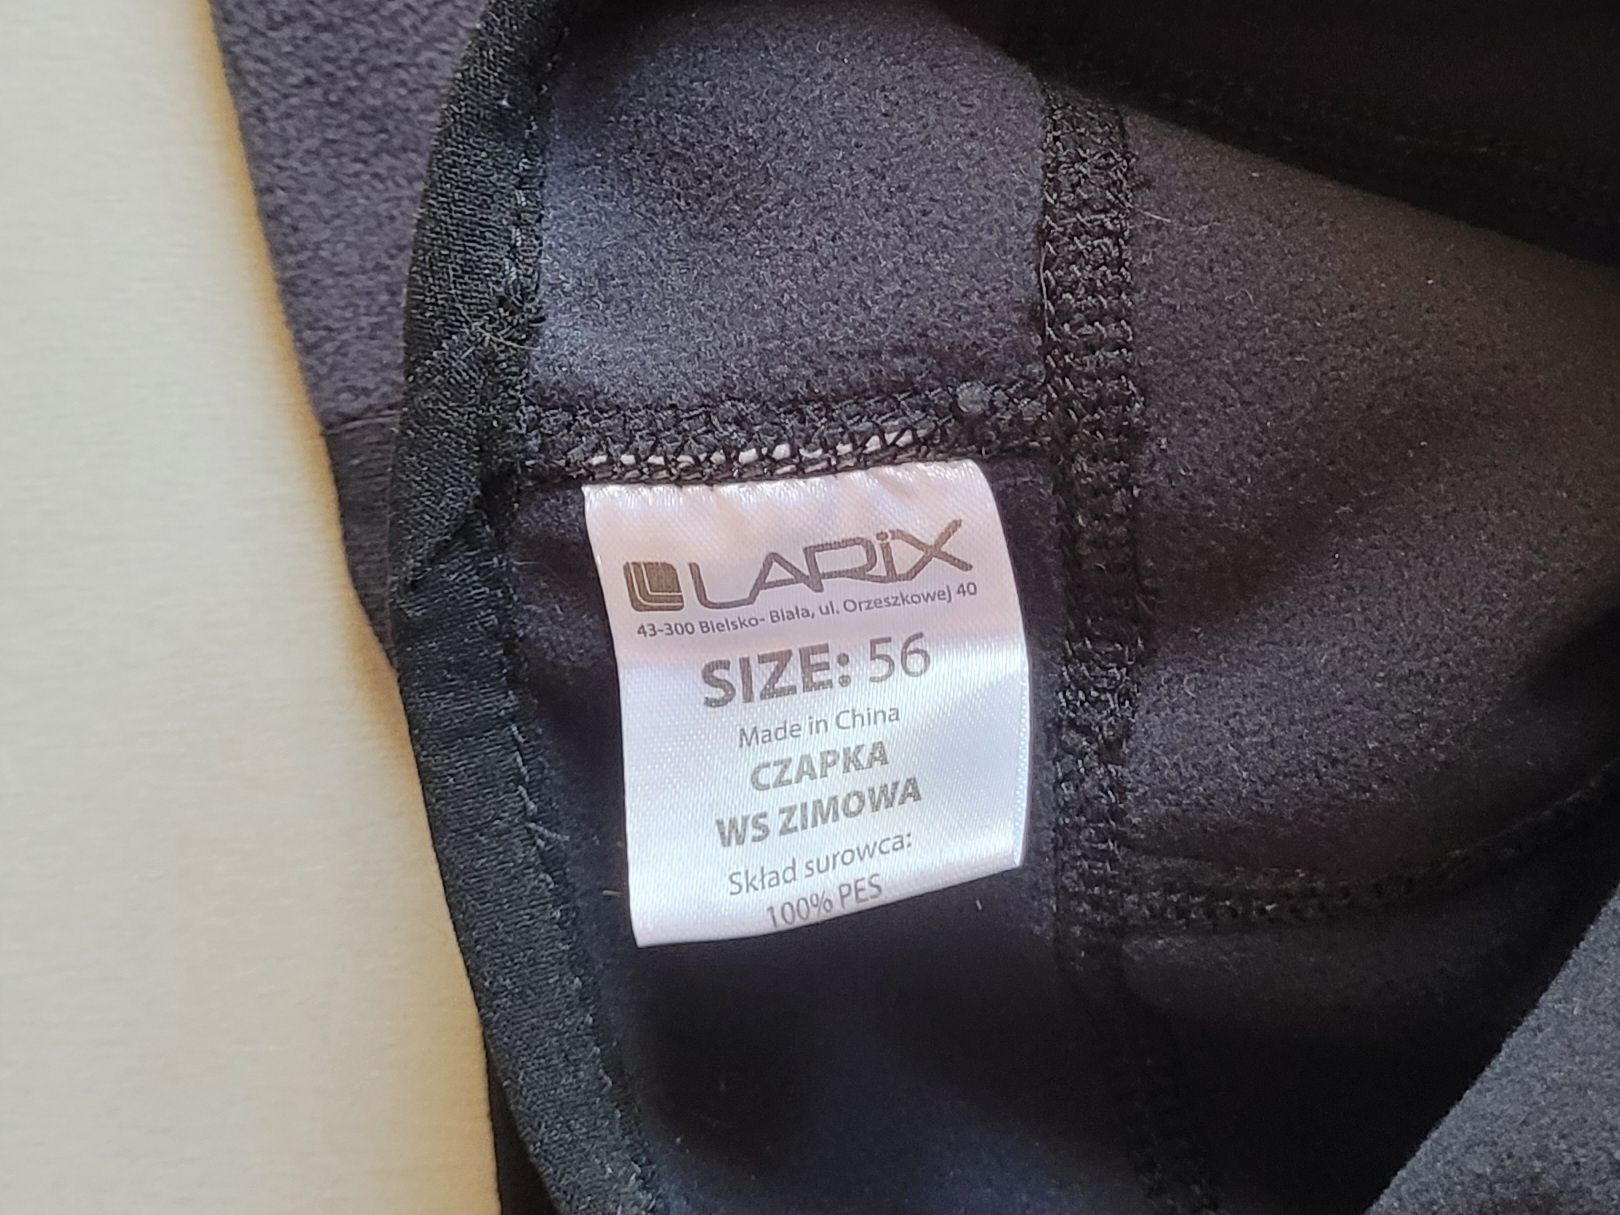 LARiX
43-300 Bielsko- Biała, ul. Orzeszkowej 40
SIZE: 56
Made in China
CZAPKA
WS ZIMOWA
Skład surowca:
100% PES